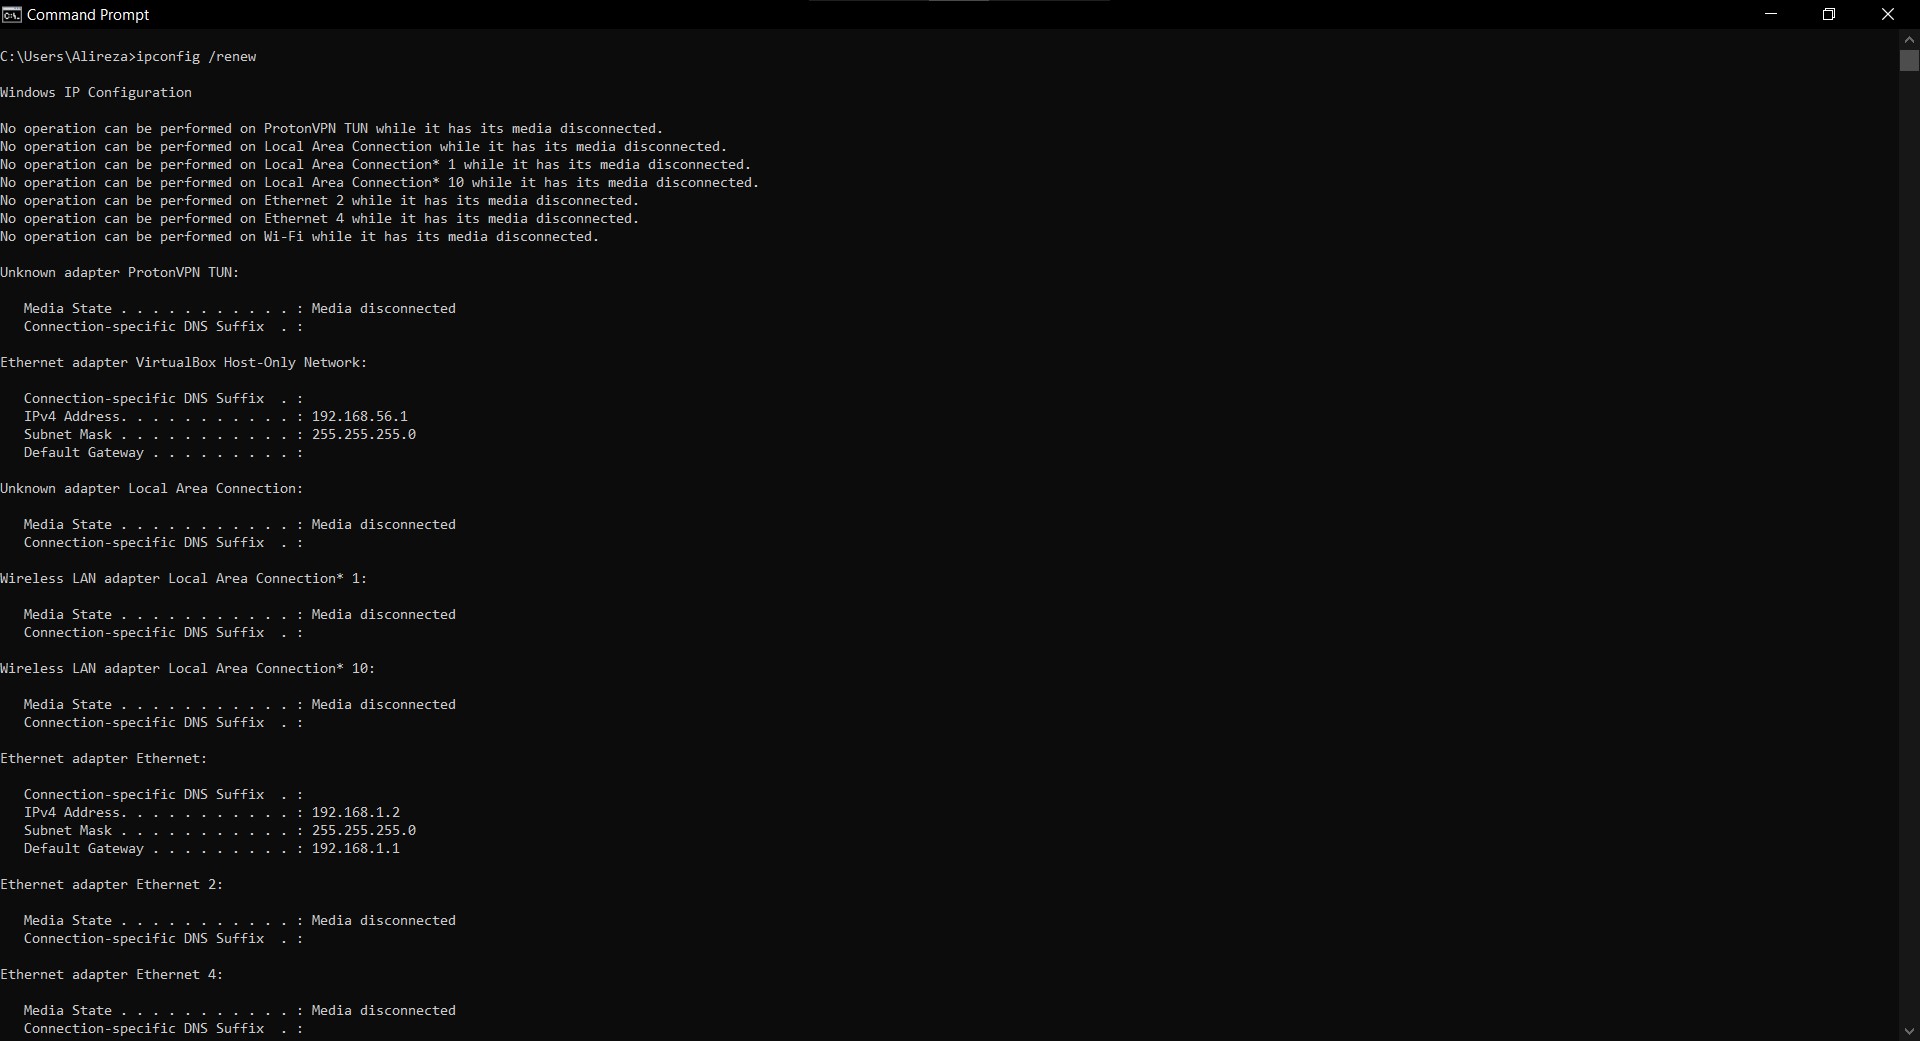 Command Prompt
C:\Users\Alireza>ipconfig /renew
Windows IP Configuration
No operation can be performed on ProtonVPN TUN while it has its media disconnected.
No operation can be performed on Local Area Connection while it has its media disconnected.
No operation can be performed on Local Area Connection* 1 while it has its media disconnected.
No operation can be performed on Local Area Connection* 10 while it has its media disconnected.
No operation can be performed on Ethernet 2 while it has its media disconnected.
No operation can be performed on Ethernet 4 while it has its media disconnected.
No operation can be performed on Wi-Fi while it has its media disconnected.
Unknown adapter ProtonVPN TUN:
   Media State . . . . . . . . . . . : Media disconnected
   Connection-specific DNS Suffix  . :
Ethernet adapter VirtualBox Host-Only Network:
   Connection-specific DNS Suffix  . :
   IPv4 Address. . . . . . . . . . . : 192.168.56.1
   Subnet Mask . . . . . . . . . . . : 255.255.255.0
   Default Gateway . . . . . . . . . :
Unknown adapter Local Area Connection:
   Media State . . . . . . . . . . . : Media disconnected
   Connection-specific DNS Suffix  . :
Wireless LAN adapter Local Area Connection* 1:
   Media State . . . . . . . . . . . : Media disconnected
   Connection-specific DNS Suffix  . :
Wireless LAN adapter Local Area Connection* 10:
   Media State . . . . . . . . . . . : Media disconnected
   Connection-specific DNS Suffix  . :
Ethernet adapter Ethernet:
   Connection-specific DNS Suffix  . :
   IPv4 Address. . . . . . . . . . . : 192.168.1.2
   Subnet Mask . . . . . . . . . . . : 255.255.255.0
   Default Gateway . . . . . . . . . : 192.168.1.1
Ethernet adapter Ethernet 2:
   Media State . . . . . . . . . . . : Media disconnected
   Connection-specific DNS Suffix  . :
Ethernet adapter Ethernet 4:
   Media State . . . . . . . . . . . : Media disconnected
   Connection-specific DNS Suffix  . :